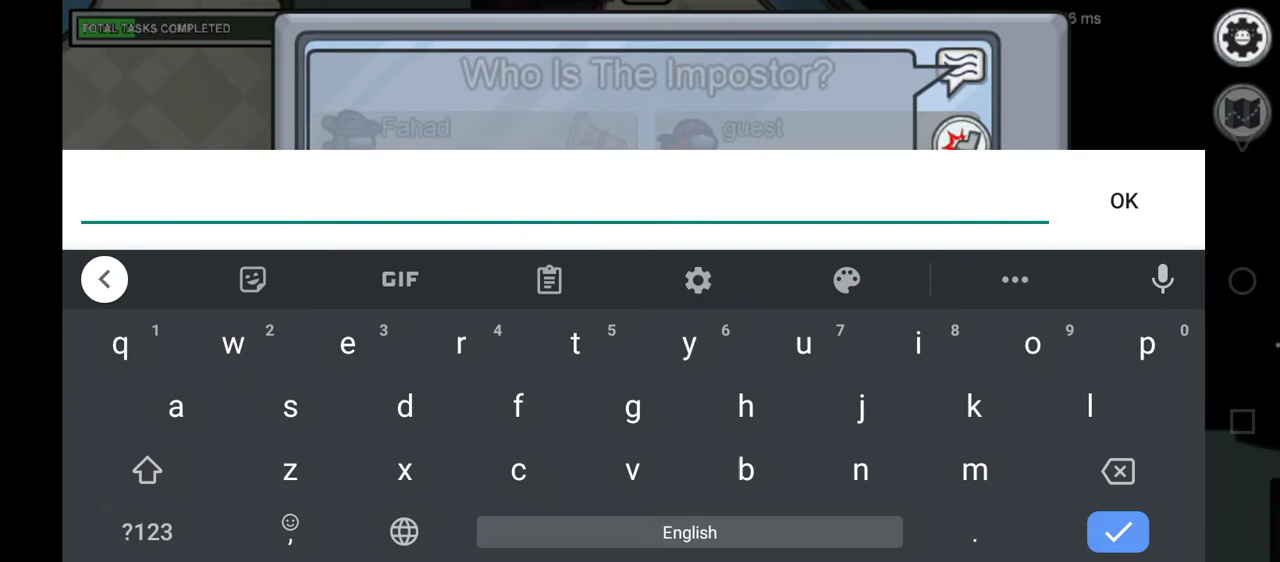 TOTAL TASKS COMPLETED
6 ms
Who Is The Impostor?
Fahad
guest
OK
GIF
q 1 w 2 e 3 r 4 t 5 y 6 u 7 i 8 o 9 p 0
a s d f g h j k l
z x c v b n m
?123 , English .